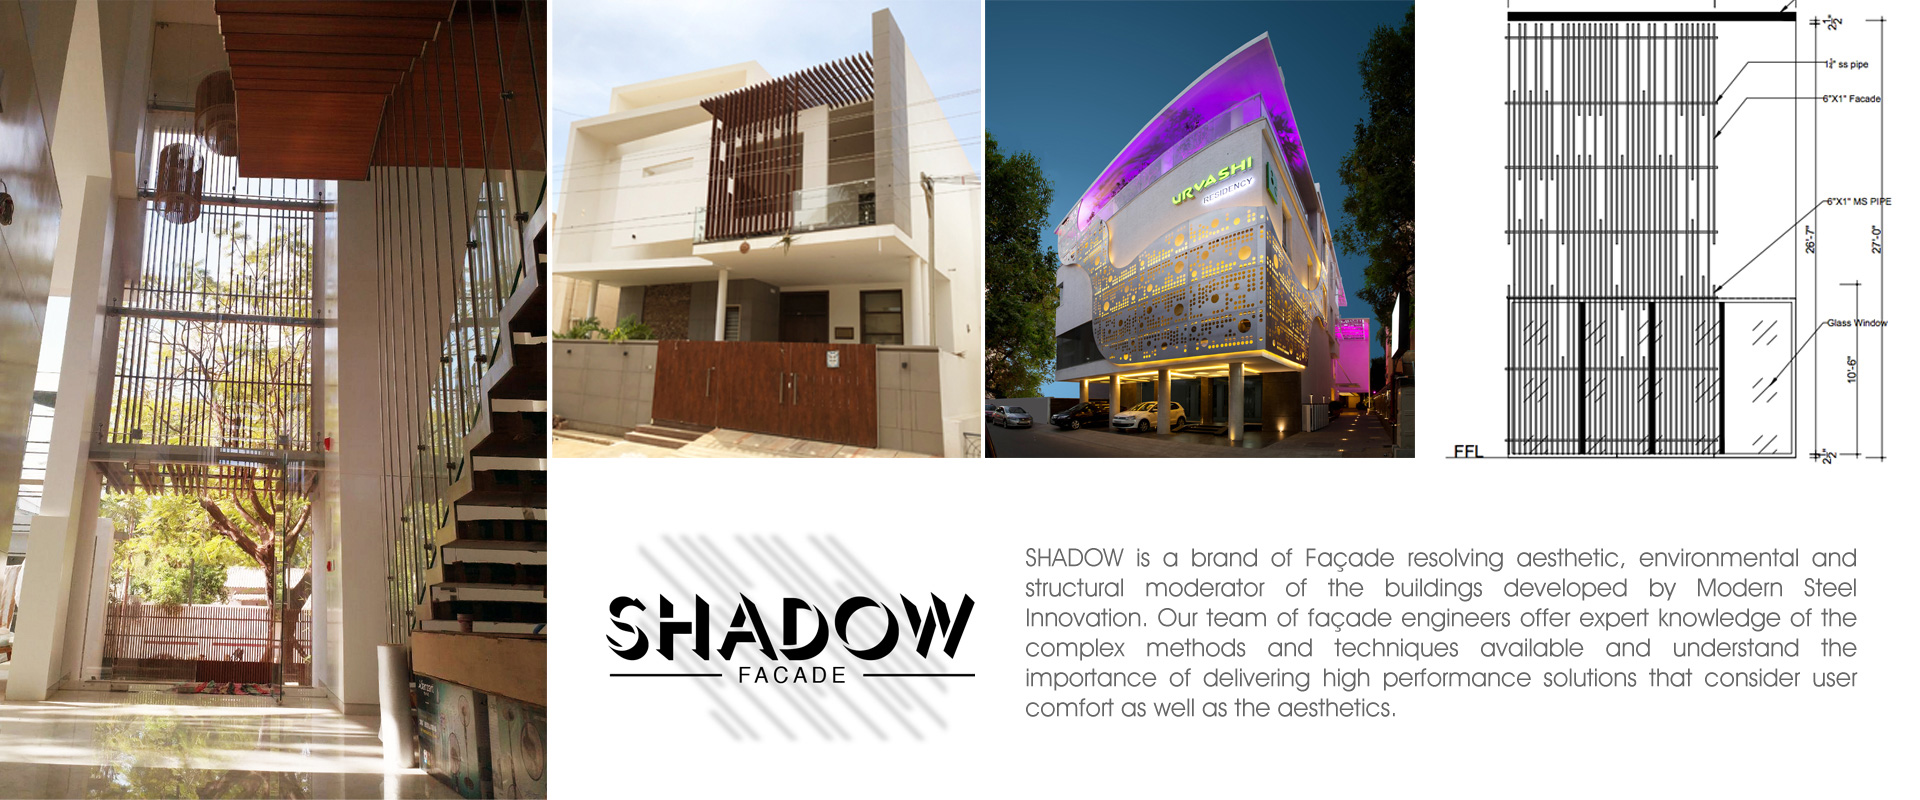 URVASHI
RESIDENCY
2½"
1¼" ss pipe
6"X1" Facade
6"X1" MS PIPE
26'-7"
27'-0"
Glass Window
10'-6"
FFL
2½"
SHADOW
FACADE
SHADOW is a brand of Façade resolving aesthetic, environmental and
structural moderator of the buildings developed by Modern Steel
Innovation. Our team of façade engineers offer expert knowledge of the
complex methods and techniques available and understand the
importance of delivering high performance solutions that consider user
comfort as well as the aesthetics.